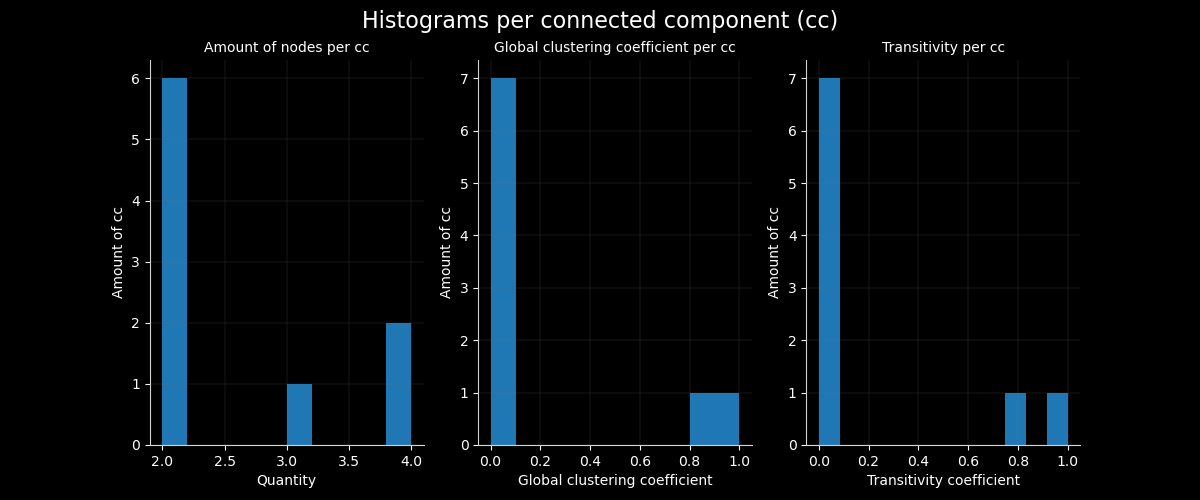 Histograms per connected component (cc)
Amount of nodes per cc
Global clustering coefficient per cc
Transitivity per cc
Amount of cc
6
5
4
3
2
1
0
2.0 2.5 3.0 3.5 4.0
Quantity
Amount of cc
7
6
5
4
3
2
1
0
0.0 0.2 0.4 0.6 0.8 1.0
Global clustering coefficient
Amount of cc
7
6
5
4
3
2
1
0
0.0 0.2 0.4 0.6 0.8 1.0
Transitivity coefficient